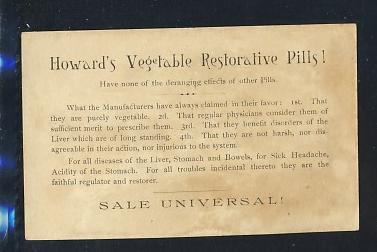 Howard's Vegetable Restorative Pills!
Have none of the deranging effects of other Pills.
What the Manufacturers have always claimed in their favor: 1st. That
they are purely vegetable. 2d. That regular physicians consider them of
sufficient merit to prescribe them. 3rd. That they benefit disorders of the
Liver which are of long standing. 4th. That they are not harsh, nor dis-
agreeable in their action, nor injurious to the system.
For all diseases of the Liver, Stomach and Bowels, for Sick Headache,
Acidity of the Stomach. For all troubles incidental thereto they are the
faithful regulator and restorer.
SALE UNIVERSAL!